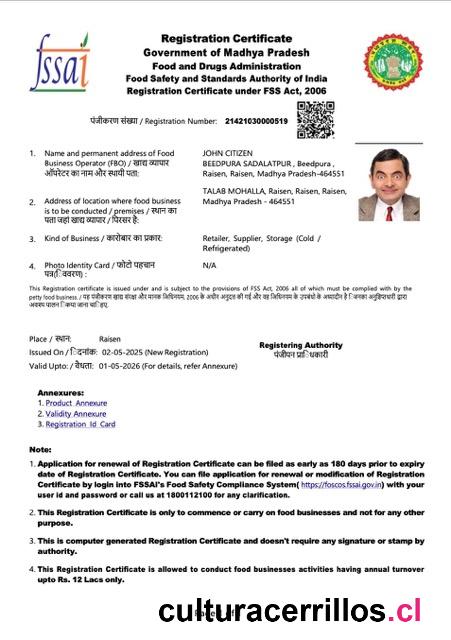 fssai
Registration Certificate
Government of Madhya Pradesh
Food and Drugs Administration
Food Safety and Standards Authority of India
Registration Certificate under FSS Act, 2006
पंजीकरण संख्या / Registration Number: 21421030000519
1. Name and permanent address of Food
Business Operator (FBO) / खाद्य व्यापार
ऑपरेटर का नाम और स्थायी पता:
JOHN CITIZEN
BEEDPURA SADALATPUR , Beedpura ,
Raisen, Raisen, Madhya Pradesh-464551
2. Address of location where food business
is to be conducted / premises / स्थान का
पता जहां खाद्य व्यापार / परिसर है:
TALAB MOHALLA, Raisen, Raisen, Raisen,
Madhya Pradesh - 464551
3. Kind of Business / कारोबार का प्रकार:
Retailer, Supplier, Storage (Cold /
Refrigerated)
4. Photo Identity Card / फोटो पहचान
पत्र(विवरण) :
N/A
This Registration certificate is issued under and is subject to the provisions of FSS Act, 2006 all of which must be complied with by the
petty food business. / यह पंजीकरण खाद्य संरक्षा और मानक अधिनियम, 2006 के अधीन अनुदत्त की गई और वह अधिनियम के उपबंधों के अध्यधीन है जिनका अनुज्ञप्तिधारी द्वारा
अवश्य पालन किया जाना चाहिए.
Place / स्थान: Raisen
Issued On / दिनांक: 02-05-2025 (New Registration)
Valid Upto: / वैधता: 01-05-2026 (For details, refer Annexure)
Registering Authority
पंजीयन प्राधिकारी
Annexures:
1. Product Annexure
2. Validity Annexure
3. Registration Id Card
Note:
1. Application for renewal of Registration Certificate can be filed as early as 180 days prior to expiry
date of Registration Certificate. You can file application for renewal or modification of Registration
Certificate by login into FSSAI's Food Safety Compliance System( https://foscos.fssai.gov.in) with your
user id and password or call us at 1800112100 for any clarification.
2. This Registration Certificate is only to commence or carry on food businesses and not for any other
purpose.
3. This is computer generated Registration Certificate and doesn't require any signature or stamp by
authority.
4. This Registration Certificate is allowed to conduct food businesses activities having annual turnover
upto Rs. 12 Lacs only.
culturacerrillos.cl